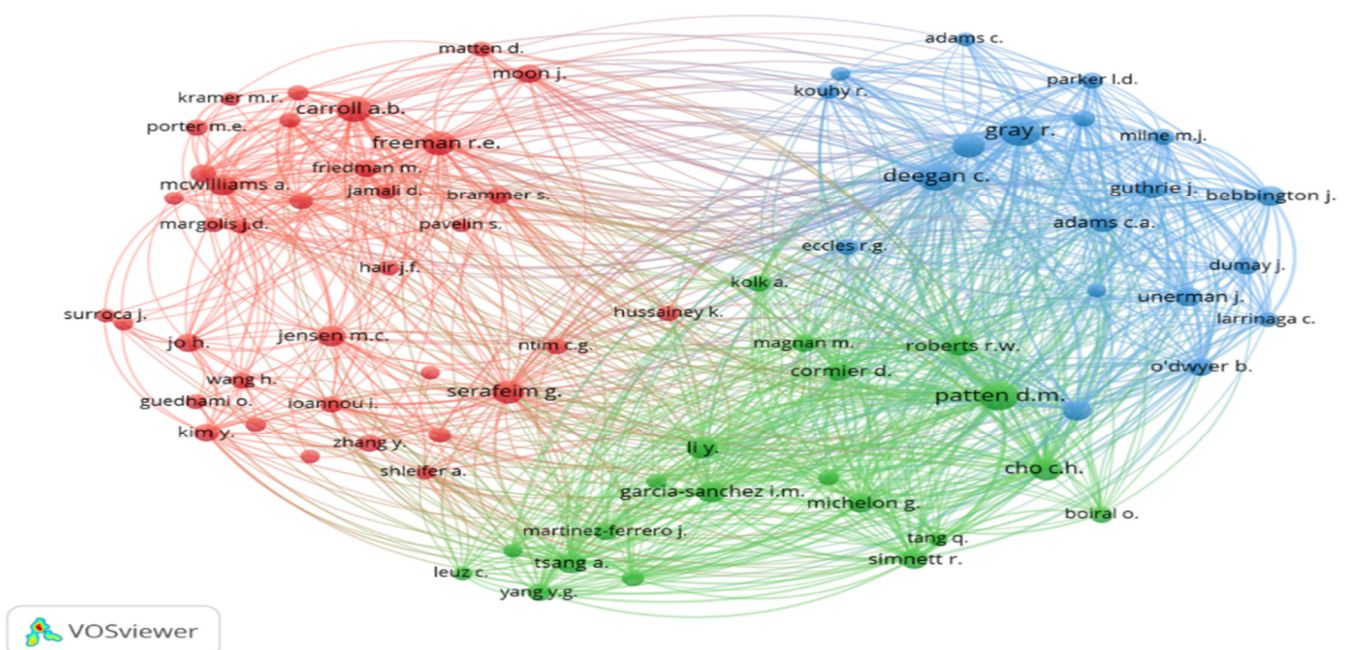 adams c.
matten d.
moon j.
parker l.d.
kouhy r.
kramer m.r.
carroll a.b.
porter m.e.
gray r.
milne m.j.
freeman r.e.
friedman m.
deegan c.
mcwilliams a.
jamali d.
brammer s.
guthrie j.
bebbington j.
margolis j.d.
pavelin s.
adams c.a.
eccles r.g.
hair j.f.
dumay j.
kolk a.
unerman j.
surroca j.
hussainey k.
larrinaga c.
jo h.
jensen m.c.
ntim c.g.
magnan m.
roberts r.w.
cormier d.
o'dwyer b.
wang h.
serafeim g.
patten d.m.
guedhami o.
ioannou i.
kim y.
zhang y.
li y.
shleifer a.
cho c.h.
garcia-sanchez i.m.
michelon g.
boiral o.
martinez-ferrero j.
tang q.
tsang a.
simnett r.
leuz c.
yang y.g.
VOSviewer